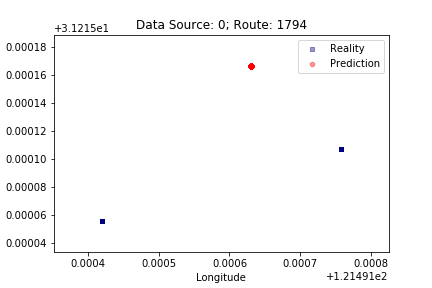 Data Source: 0; Route: 1794
+3.1215e1
0.00018
0.00016
0.00014
0.00012
0.00010
0.00008
0.00006
0.00004
Reality
Prediction
0.0004 0.0005 0.0006 0.0007 0.0008
Longitude
+1.21491e2